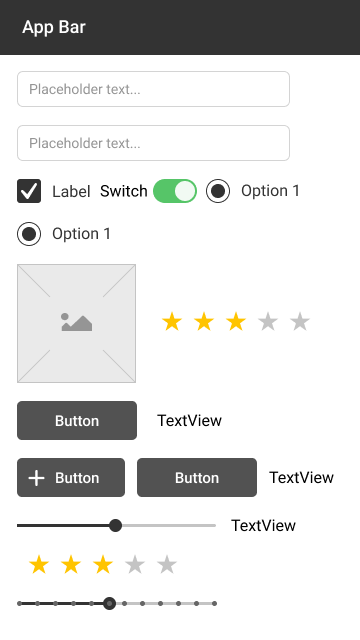 App Bar
Placeholder text...
Placeholder text...
Label Switch Option 1
Option 1
Button TextView
Button Button TextView
TextView